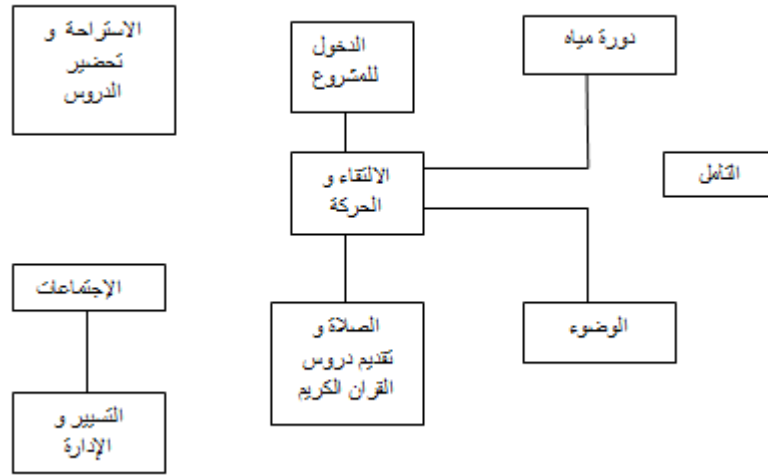 دورة مياه
الدخول
للمشروع
الاستراحة و
تحضير
الدروس
الالتقاء و
الحركة
التأمل
الإجتماعات
الصلاة و
تقديم دروس
القران الكريم
الوضوء
التسيير و
الإدارة